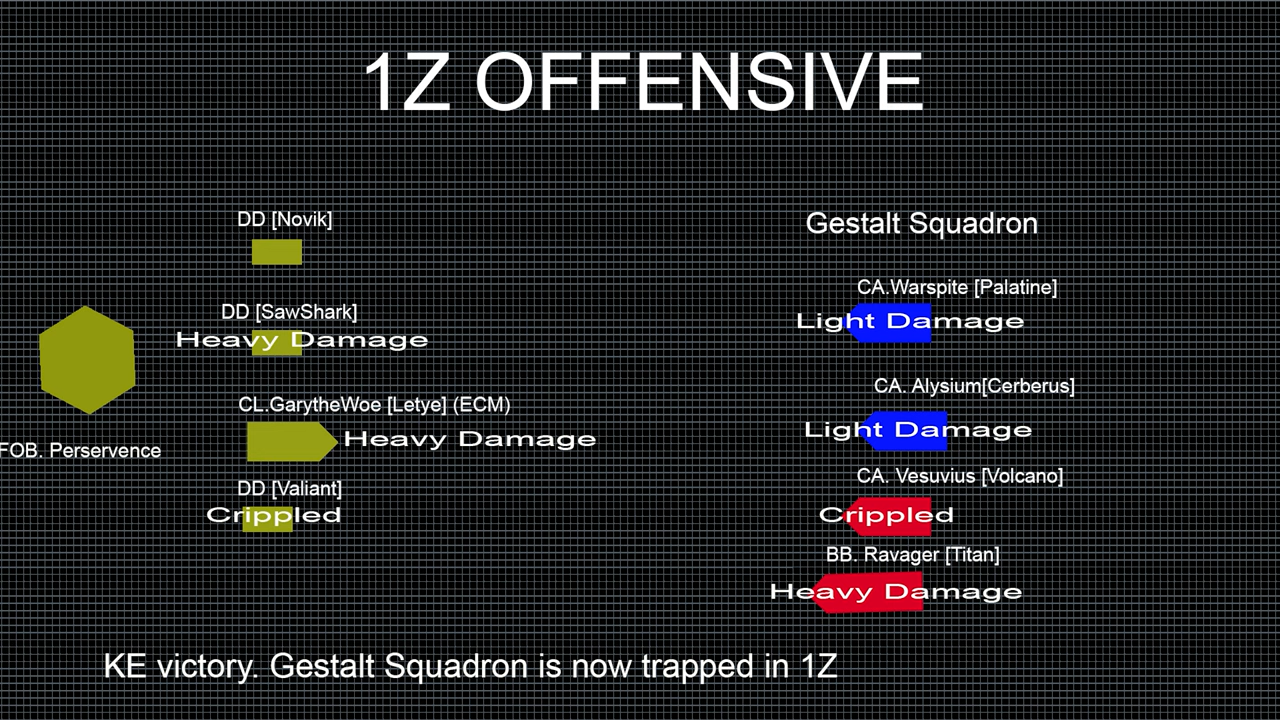 1Z OFFENSIVE
DD [Novik]
DD [SawShark]
Heavy Damage
CL.GarytheWoe [Letye] (ECM)
Heavy Damage
FOB. Perservence
DD [Valiant]
Crippled
Gestalt Squadron
CA.Warspite [Palatine]
Light Damage
CA. Alysium[Cerberus]
Light Damage
CA. Vesuvius [Volcano]
Crippled
BB. Ravager [Titan]
Heavy Damage
KE victory. Gestalt Squadron is now trapped in 1Z